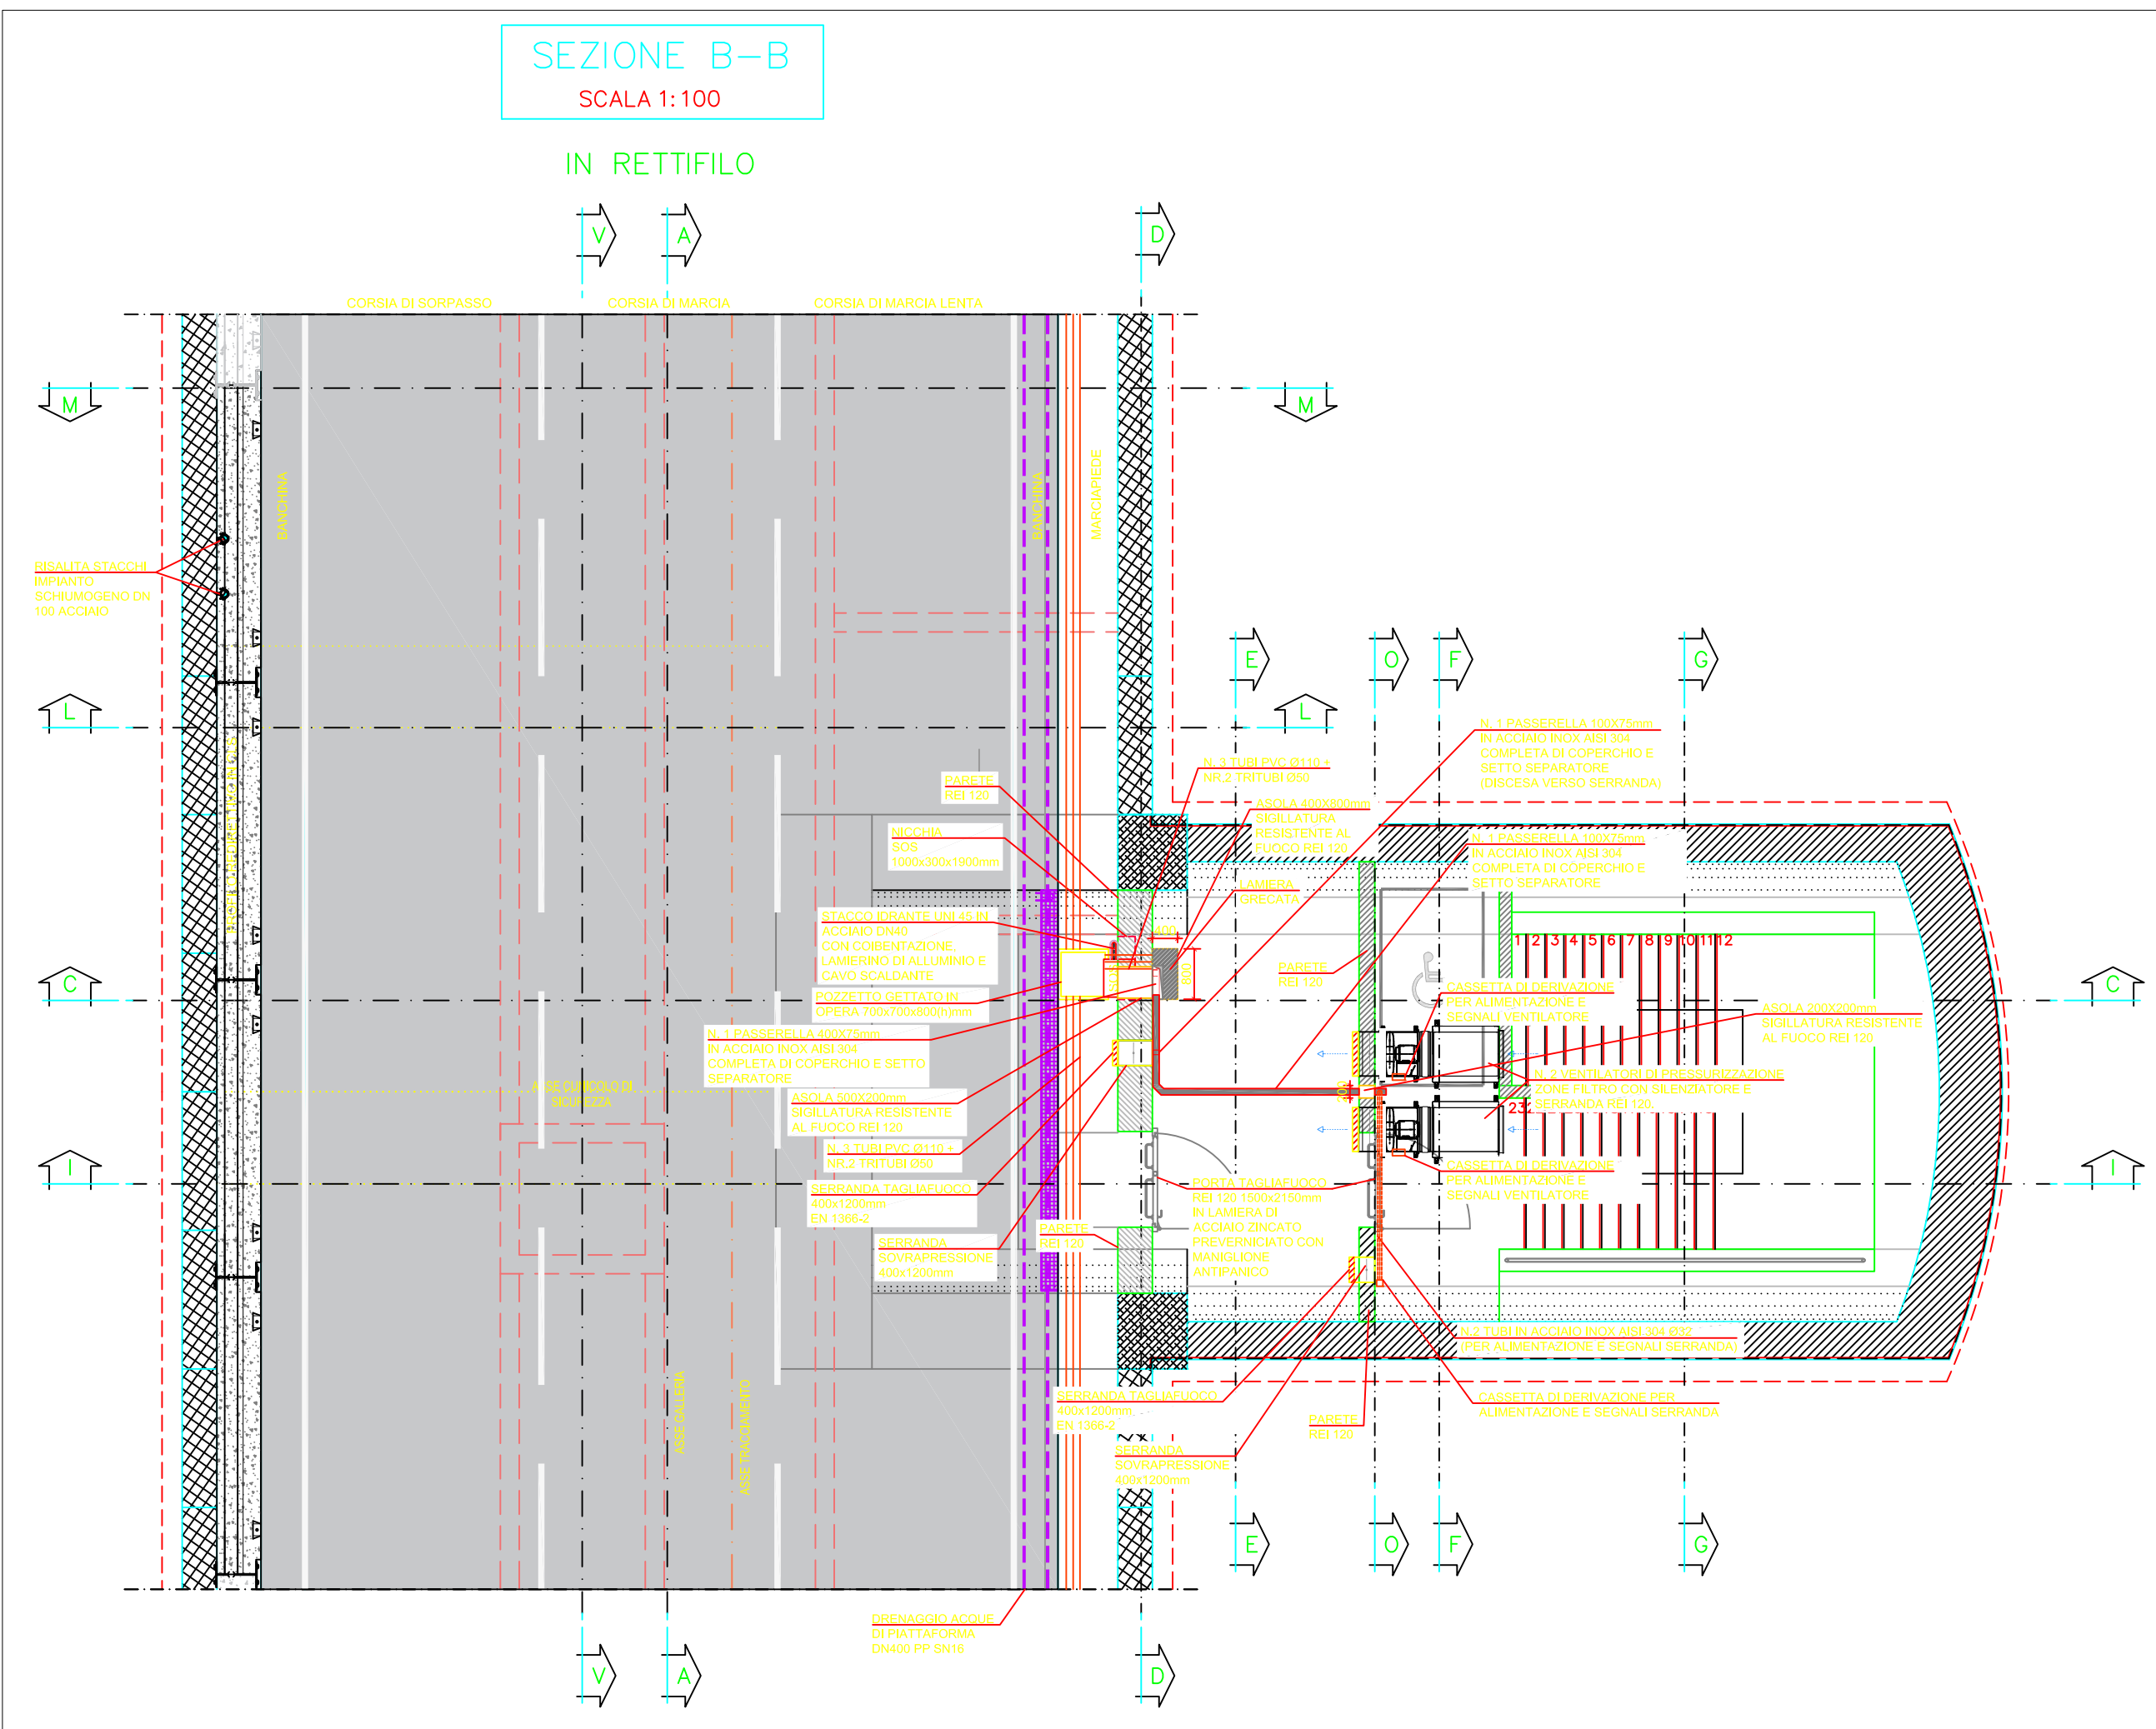 SEZIONE B-B
SCALA 1:100
IN RETTIFILO
V
A
D
CORSIA DI SORPASSO
CORSIA DI MARCIA
CORSIA DI MARCIA LENTA
M
M
BANCHINA
BANCHINA
MARCIAPIEDE
RISALITA STACCHI
IMPIANTO
SCHIUMOGENO DN
100 ACCIAIO
E
O
F
G
L
L
N. 1 PASSERELLA 100X75mm
IN ACCIAIO INOX AISI 304
COMPLETA DI COPERCHIO E
SETTO SEPARATORE
(DISCESA VERSO SERRANDA)
N. 3 TUBI PVC Ø110 +
NR.2 TRITUBI Ø50
PARETE
REI 120
ASOLA 400X800mm
SIGILLATURA
RESISTENTE AL
FUOCO REI 120
NICCHIA
SOS
1000x300x1900mm
N. 1 PASSERELLA 100X75mm
IN ACCIAIO INOX AISI 304
COMPLETA DI COPERCHIO E
SETTO SEPARATORE
LAMIERA
GRECATA
STACCO IDRANTE UNI 45 IN
ACCIAIO DN40
CON COIBENTAZIONE,
LAMIERINO DI ALLUMINIO E
CAVO SCALDANTE
400
800
1 2 3 4 5 6 7 8 9 10 11 12
PARETE
REI 120
C
C
CASSETTA DI DERIVAZIONE
PER ALIMENTAZIONE E
SEGNALI VENTILATORE
POZZETTO GETTATO IN
OPERA 700x700x800(h)mm
ASOLA 200X200mm
SIGILLATURA RESISTENTE
AL FUOCO REI 120
N. 1 PASSERELLA 400X75mm
IN ACCIAIO INOX AISI 304
COMPLETA DI COPERCHIO E SETTO
SEPARATORE
N. 2 VENTILATORI DI PRESSURIZZAZIONE
ZONE FILTRO CON SILENZIATORE E
SERRANDA REI 120.
ASSE CUNICOLO DI
SICUREZZA
ASOLA 500X200mm
SIGILLATURA RESISTENTE
AL FUOCO REI 120
200
N. 3 TUBI PVC Ø110 +
NR.2 TRITUBI Ø50
I
I
SERRANDA TAGLIAFUOCO
400x1200mm
EN 1366-2
PORTA TAGLIAFUOCO
REI 120 1500x2150mm
IN LAMIERA DI
ACCIAIO ZINCATO
PREVERNICIATO CON
MANIGLIONE
ANTIPANICO
CASSETTA DI DERIVAZIONE
PER ALIMENTAZIONE E
SEGNALI VENTILATORE
PARETE
REI 120
SERRANDA
SOVRAPRESSIONE
400x1200mm
N.2 TUBI IN ACCIAIO INOX AISI 304 Ø32
(PER ALIMENTAZIONE E SEGNALI SERRANDA)
ASSE GALLERIA
ASSE TRACCIAMENTO
SERRANDA TAGLIAFUOCO
400x1200mm
EN 1366-2
CASSETTA DI DERIVAZIONE PER
ALIMENTAZIONE E SEGNALI SERRANDA
PARETE
REI 120
SERRANDA
SOVRAPRESSIONE
400x1200mm
E
O
F
G
DRENAGGIO ACQUE
DI PIATTAFORMA
DN400 PP SN16
V
A
D